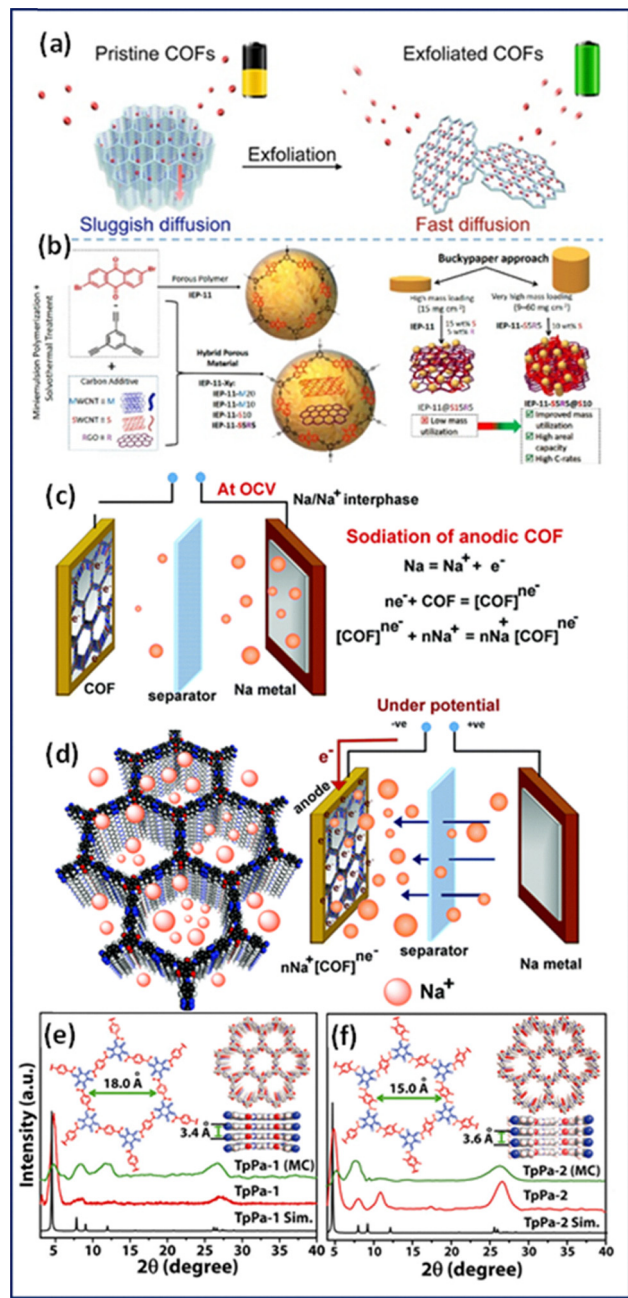 (a)
Pristine COFs
Exfoliated COFs
Exfoliation
Sluggish diffusion
Fast diffusion
(b)
Miniemulsion Polymerization +
Solvothermal Treatment
+
Carbon Additive
MWCNT ≡ M
SWCNT ≡ S
RGO ≡ R
Porous Polymer
IEP-11
Hybrid Porous
Material
IEP-11-Xy:
IEP-11-M20
IEP-11-M10
IEP-11-S10
IEP-11-S5R5
Buckypaper approach
High mass loading
(15 mg cm⁻²)
Very high mass loading
(9–60 mg cm⁻²)
IEP-11
15 wt% S
5 wt% R
IEP-11-S5R5
10 wt% S
IEP-11@S15R5
IEP-11-S5R5@S10
Low mass
utilization
Improved mass
utilization
High areal
capacity
High C-rates
(c)
At OCV
Na/Na⁺ interphase
COF
separator
Na metal
Sodiation of anodic COF
Na = Na⁺ + e⁻
ne⁻ + COF = [COF]ⁿᵉ⁻
[COF]ⁿᵉ⁻ + nNa⁺ = nNa⁺ [COF]ⁿᵉ⁻
(d)
Under potential
-ve
+ve
e⁻
anode
nNa⁺[COF]ⁿᵉ⁻
separator
Na metal
Na⁺
(e)
18.0 Å
3.4 Å
TpPa-1 (MC)
TpPa-1
TpPa-1 Sim.
Intensity (a.u.)
5 10 15 20 25 30 35 40
2θ (degree)
(f)
15.0 Å
3.6 Å
TpPa-2 (MC)
TpPa-2
TpPa-2 Sim.
5 10 15 20 25 30 35 40
2θ (degree)